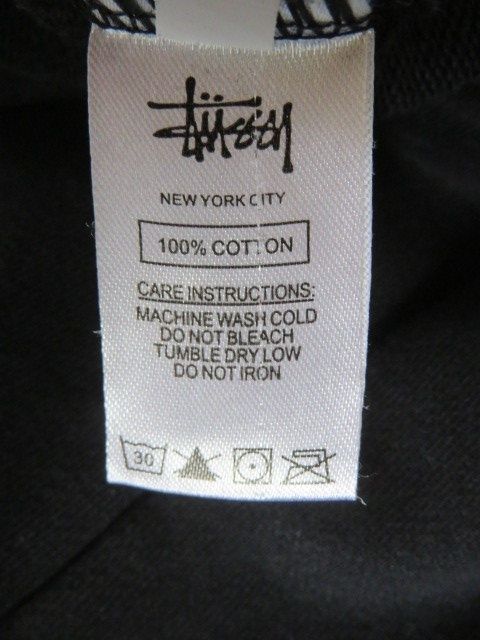 Stüssy
NEW YORK CITY
100% COTTON
CARE INSTRUCTIONS:
MACHINE WASH COLD
DO NOT BLEACH
TUMBLE DRY LOW
DO NOT IRON
30